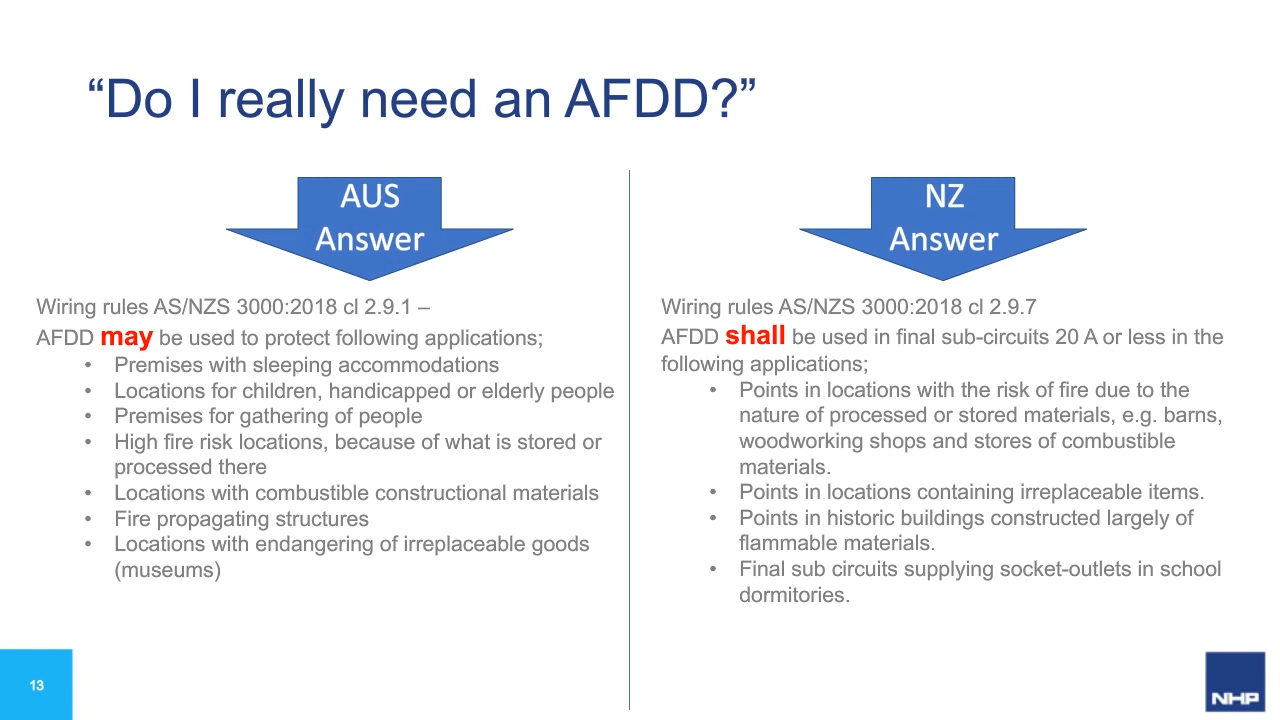 “Do I really need an AFDD?”
AUS
Answer
Wiring rules AS/NZS 3000:2018 cl 2.9.1 –
AFDD may be used to protect following applications;
• Premises with sleeping accommodations
• Locations for children, handicapped or elderly people
• Premises for gathering of people
• High fire risk locations, because of what is stored or
processed there
• Locations with combustible constructional materials
• Fire propagating structures
• Locations with endangering of irreplaceable goods
(museums)
NZ
Answer
Wiring rules AS/NZS 3000:2018 cl 2.9.7
AFDD shall be used in final sub-circuits 20 A or less in the
following applications;
• Points in locations with the risk of fire due to the
nature of processed or stored materials, e.g. barns,
woodworking shops and stores of combustible
materials.
• Points in locations containing irreplaceable items.
• Points in historic buildings constructed largely of
flammable materials.
• Final sub circuits supplying socket-outlets in school
dormitories.
13
NHP